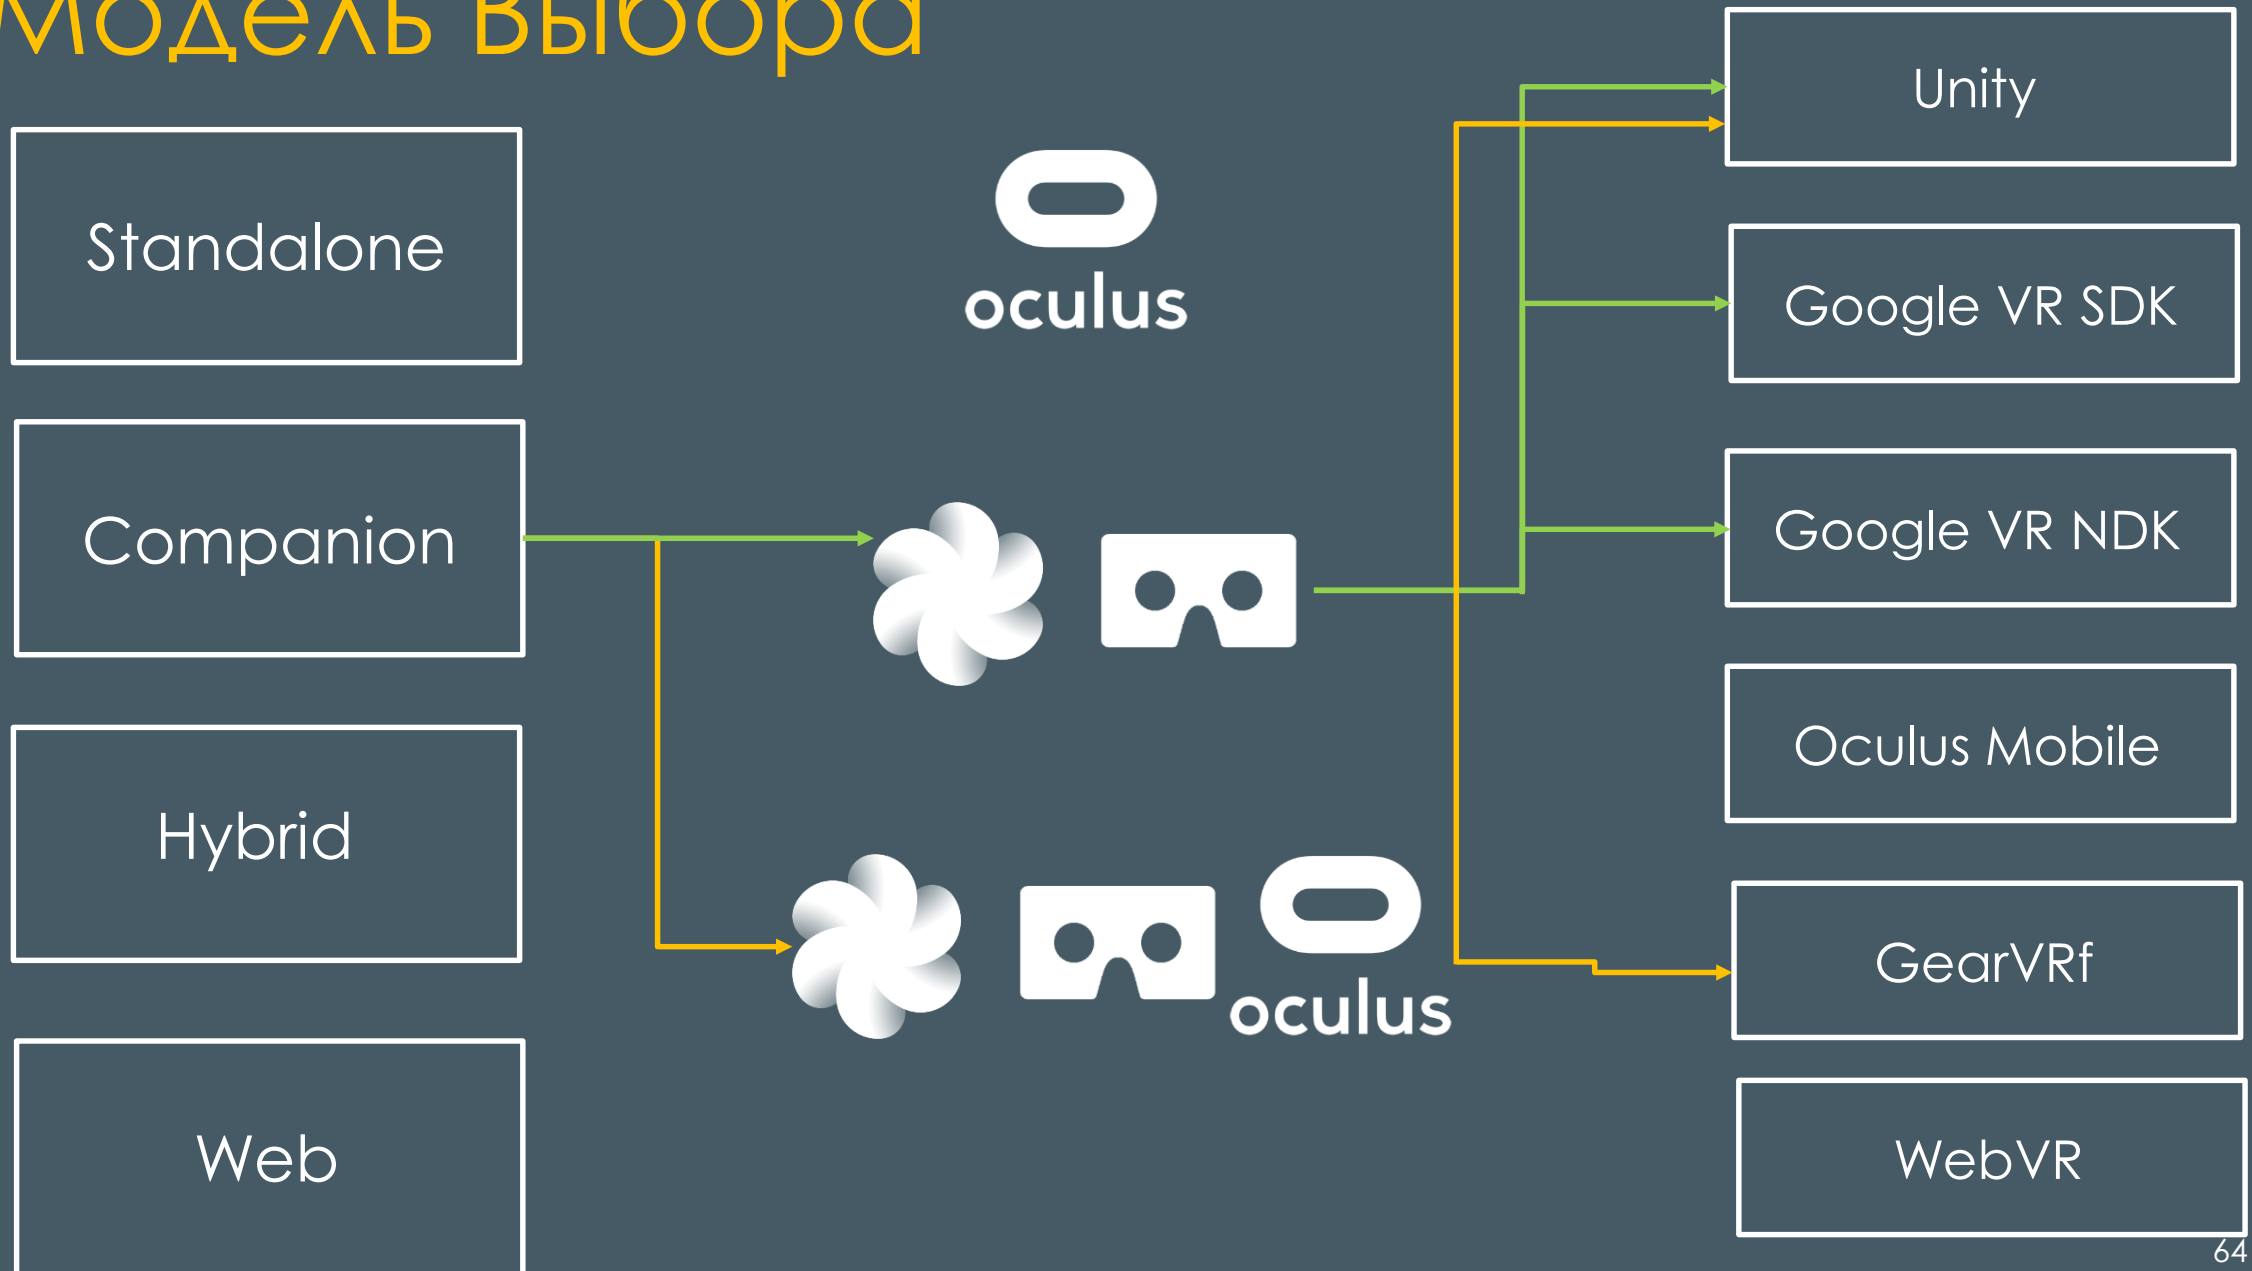 Модель Выбора
Standalone
Companion
Hybrid
Web
oculus
oculus
Unity
Google VR SDK
Google VR NDK
Oculus Mobile
GearVRf
WebVR
64